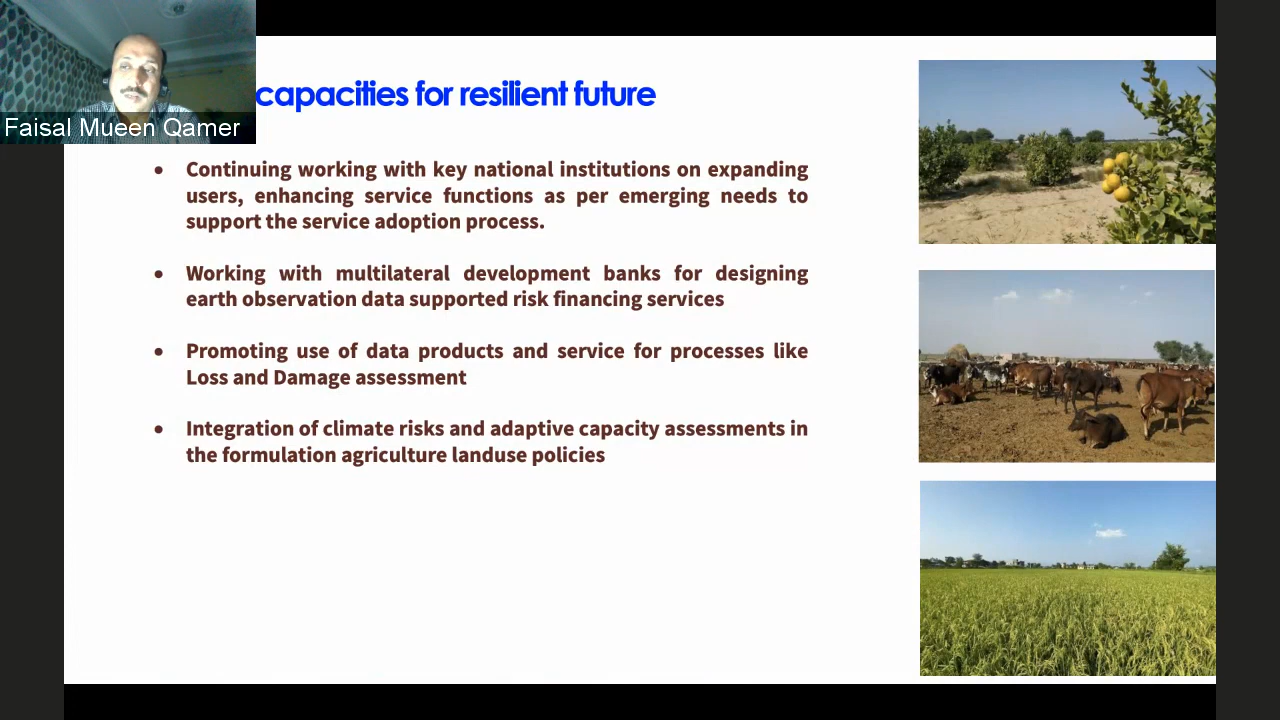 capacities for resilient future
Faisal Mueen Qamer
• Continuing working with key national institutions on expanding
users, enhancing service functions as per emerging needs to
support the service adoption process.
• Working with multilateral development banks for designing
earth observation data supported risk financing services
• Promoting use of data products and service for processes like
Loss and Damage assessment
• Integration of climate risks and adaptive capacity assessments in
the formulation agriculture landuse policies